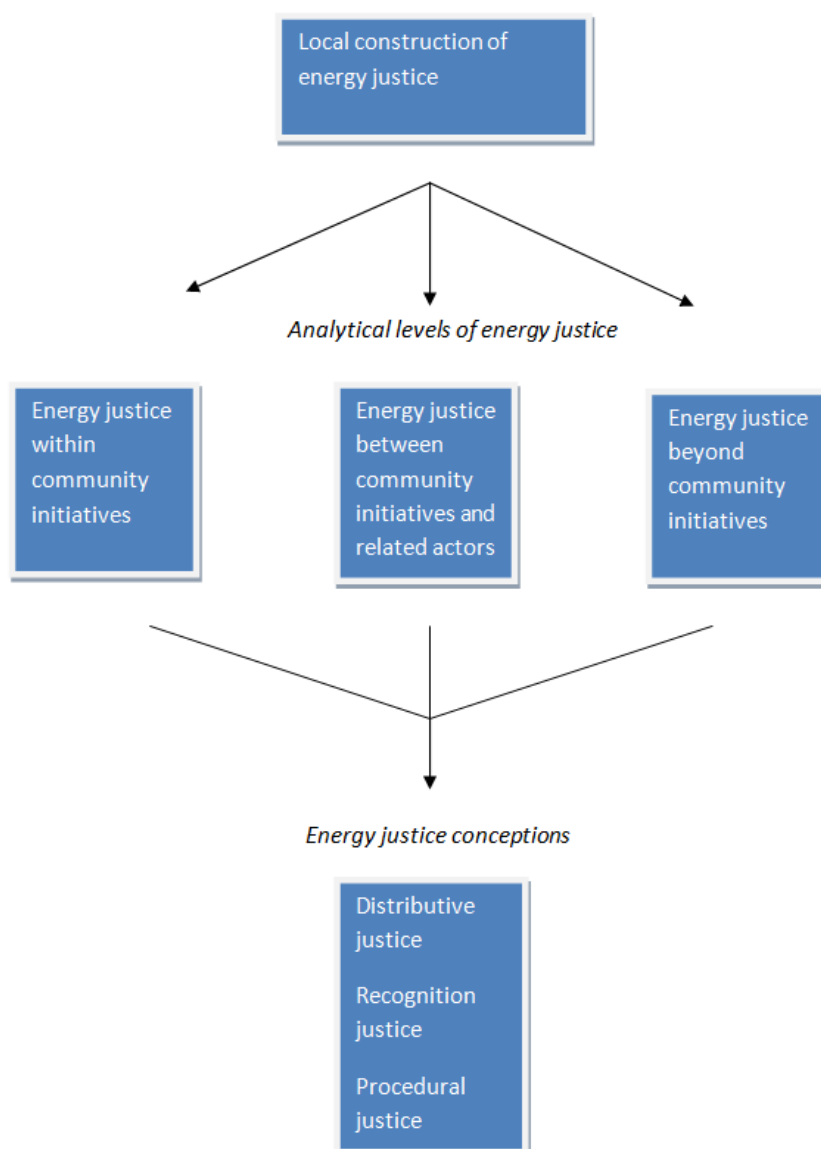 Local construction of
energy justice
Analytical levels of energy justice
Energy justice
within
community
initiatives
Energy justice
between
community
initiatives and
related actors
Energy justice
beyond
community
initiatives
Energy justice conceptions
Distributive
justice
Recognition
justice
Procedural
justice